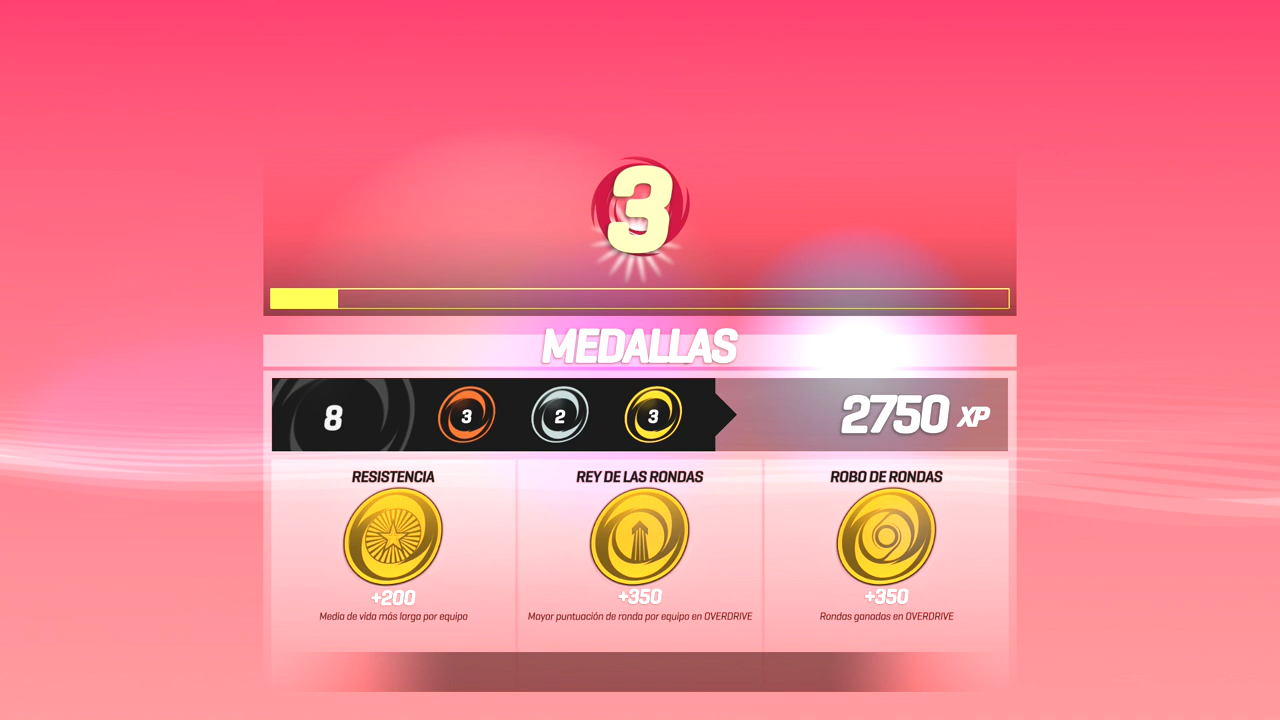 3
MEDALLAS
8 3 2 3 2750 XP
RESISTENCIA
+200
Media de vida más larga por equipo
REY DE LAS RONDAS
+350
Mayor puntuación de ronda por equipo en OVERDRIVE
ROBO DE RONDAS
+350
Rondas ganadas en OVERDRIVE